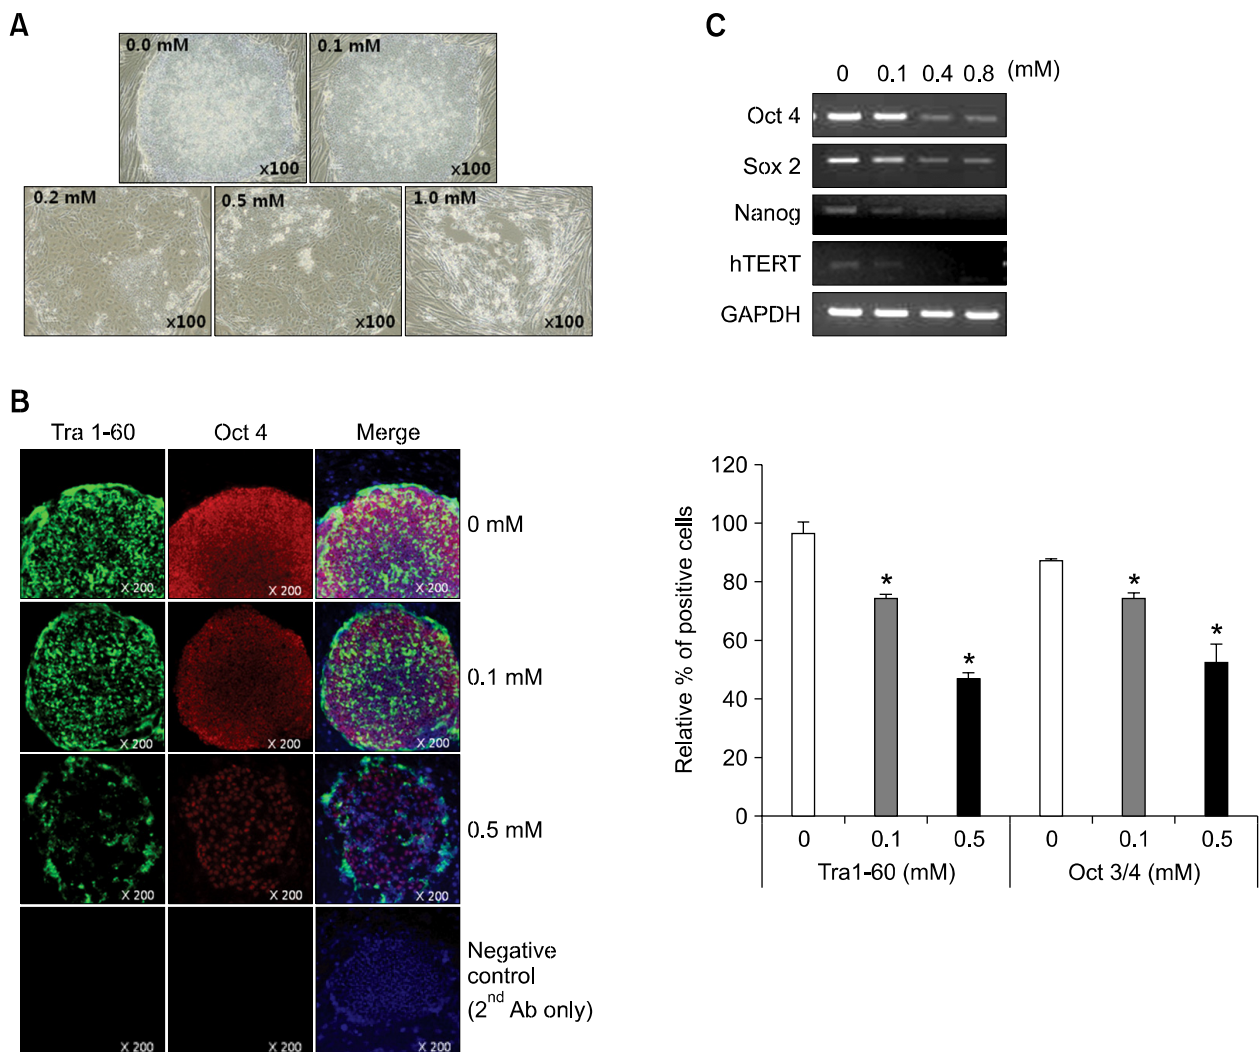 A
0.0 mM
x100
0.1 mM
x100
0.2 mM
x100
0.5 mM
x100
1.0 mM
x100
C
0 0.1 0.4 0.8 (mM)
Oct 4
Sox 2
Nanog
hTERT
GAPDH
B
Tra 1-60 Oct 4 Merge
X 200 X 200 X 200
0 mM
X 200 X 200 X 200
0.1 mM
X 200 X 200 X 200
0.5 mM
X 200 X 200 X 200
Negative
control
(2nd Ab only)
Relative % of positive cells
120
100
80
60
40
20
0
* * * *
0 0.1 0.5 0 0.1 0.5
Tra1-60 (mM) Oct 3/4 (mM)